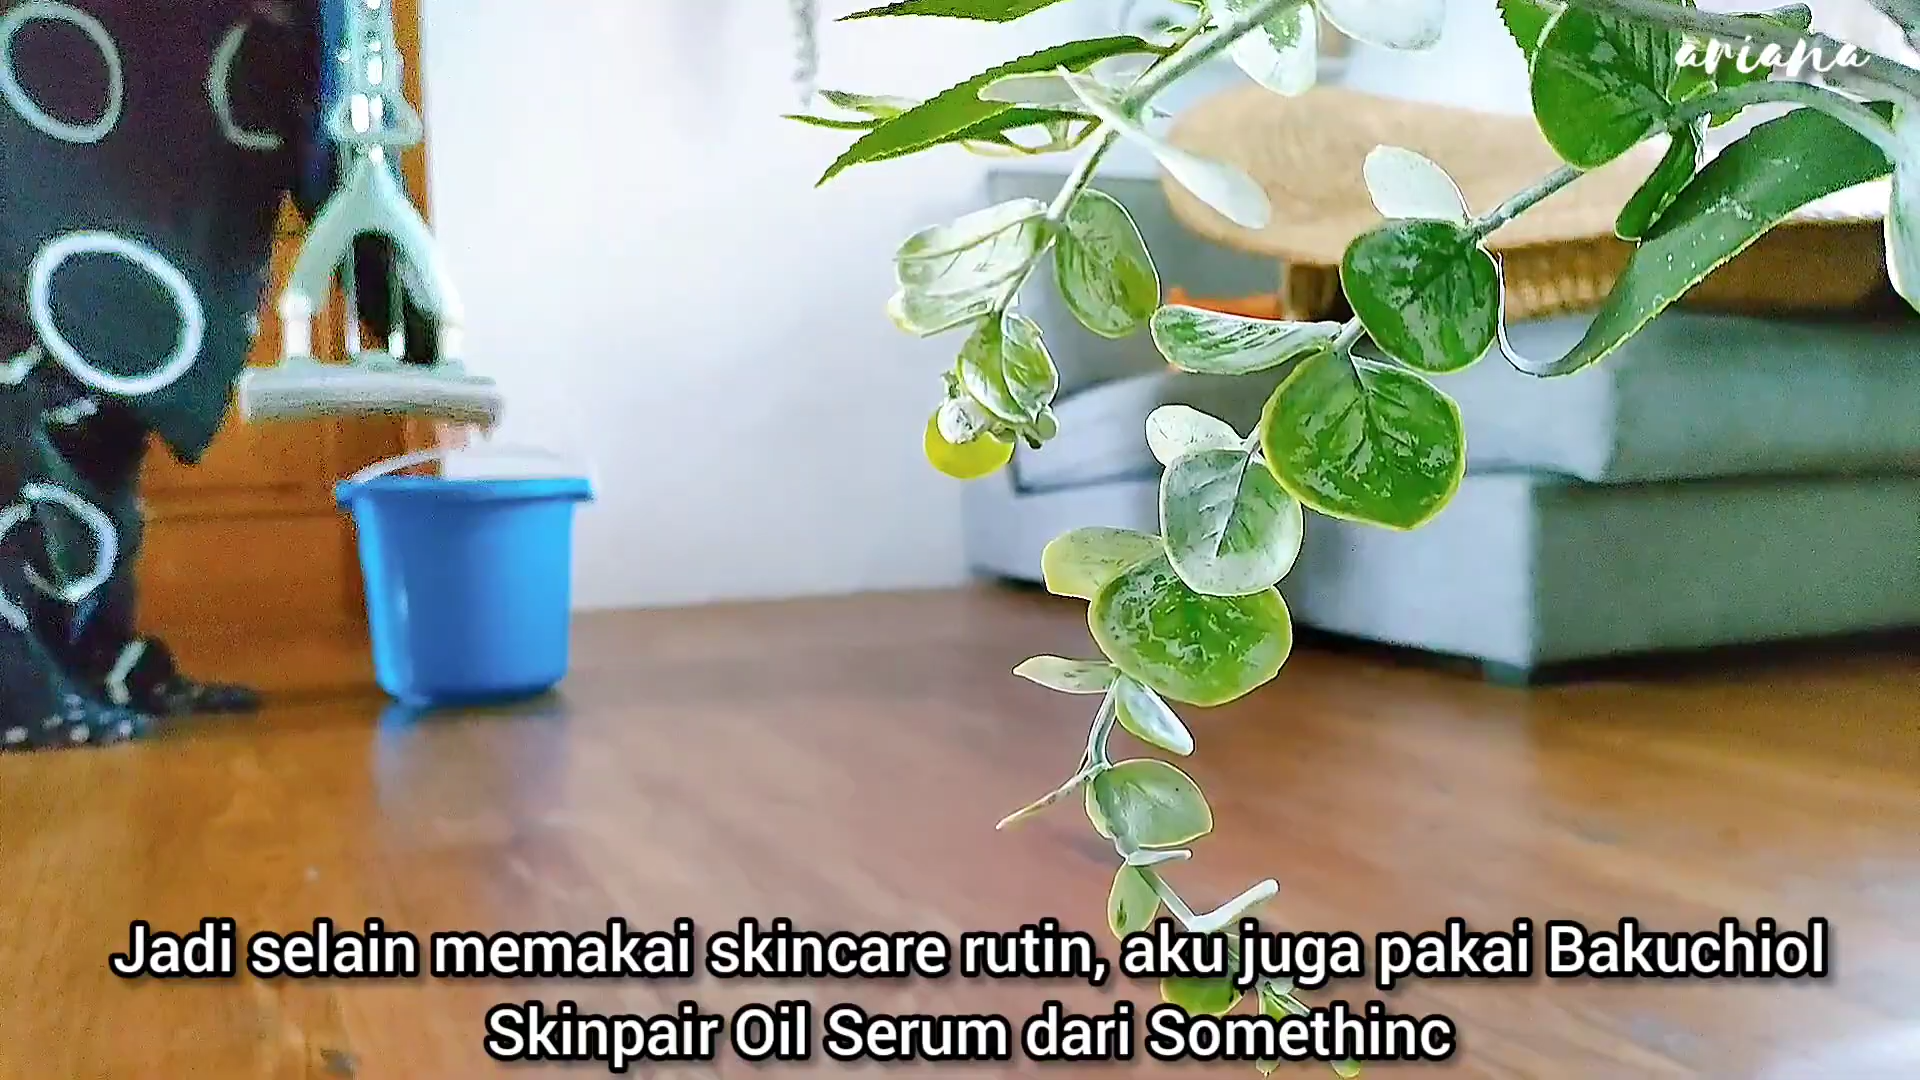 ariana
Jadi selain memakai skincare rutin, aku juga pakai Bakuchiol
Skinpair Oil Serum dari Somethinc